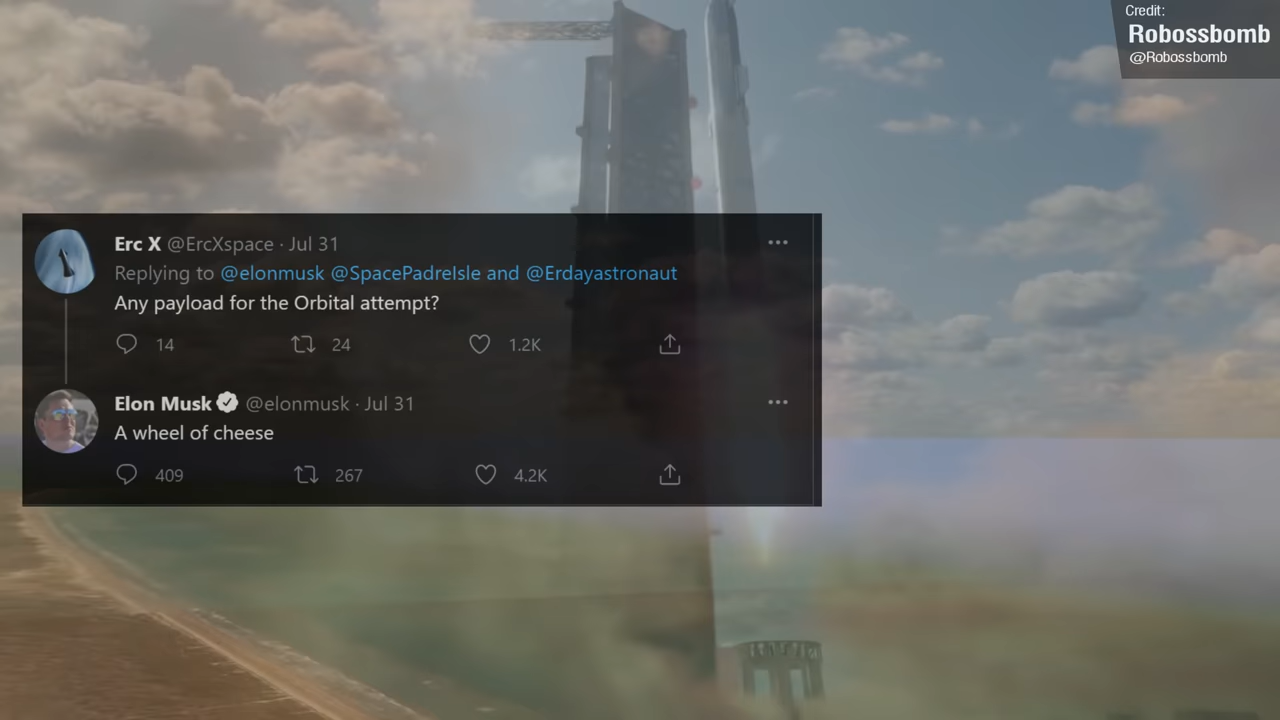 Credit:
Robossbomb
@Robossbomb
Erc X @ErcXspace · Jul 31
Replying to @elonmusk @SpacePadreIsle and @Erdayastronaut
Any payload for the Orbital attempt?
14 24 1.2K
Elon Musk @elonmusk · Jul 31
A wheel of cheese
409 267 4.2K